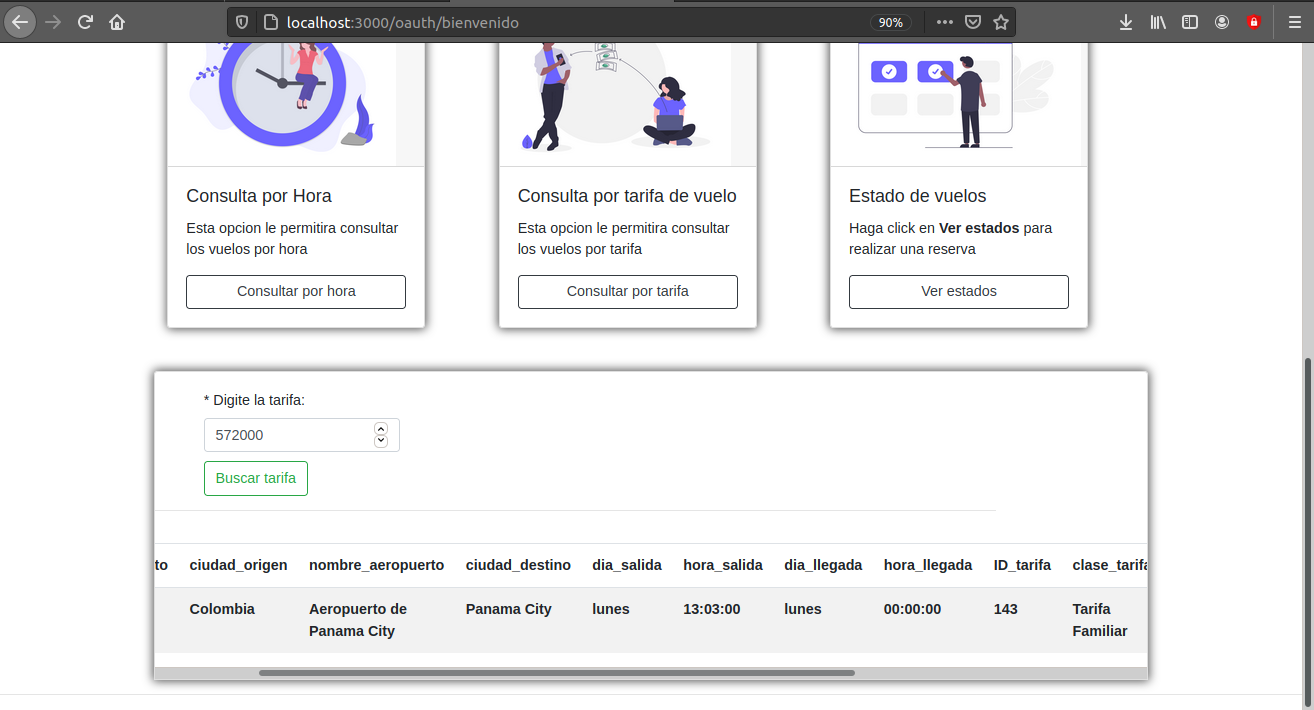 localhost:3000/oauth/bienvenido
90%
Consulta por Hora
Esta opcion le permitira consultar
los vuelos por hora
Consultar por hora
Consulta por tarifa de vuelo
Esta opcion le permitira consultar
los vuelos por tarifa
Consultar por tarifa
Estado de vuelos
Haga click en Ver estados para
realizar una reserva
Ver estados
* Digite la tarifa:
572000
Buscar tarifa
to ciudad_origen nombre_aeropuerto ciudad_destino dia_salida hora_salida dia_llegada hora_llegada ID_tarifa clase_tarifa
Colombia Aeropuerto de Panama City lunes 13:03:00 lunes 00:00:00 143 Tarifa
Panama City Familiar